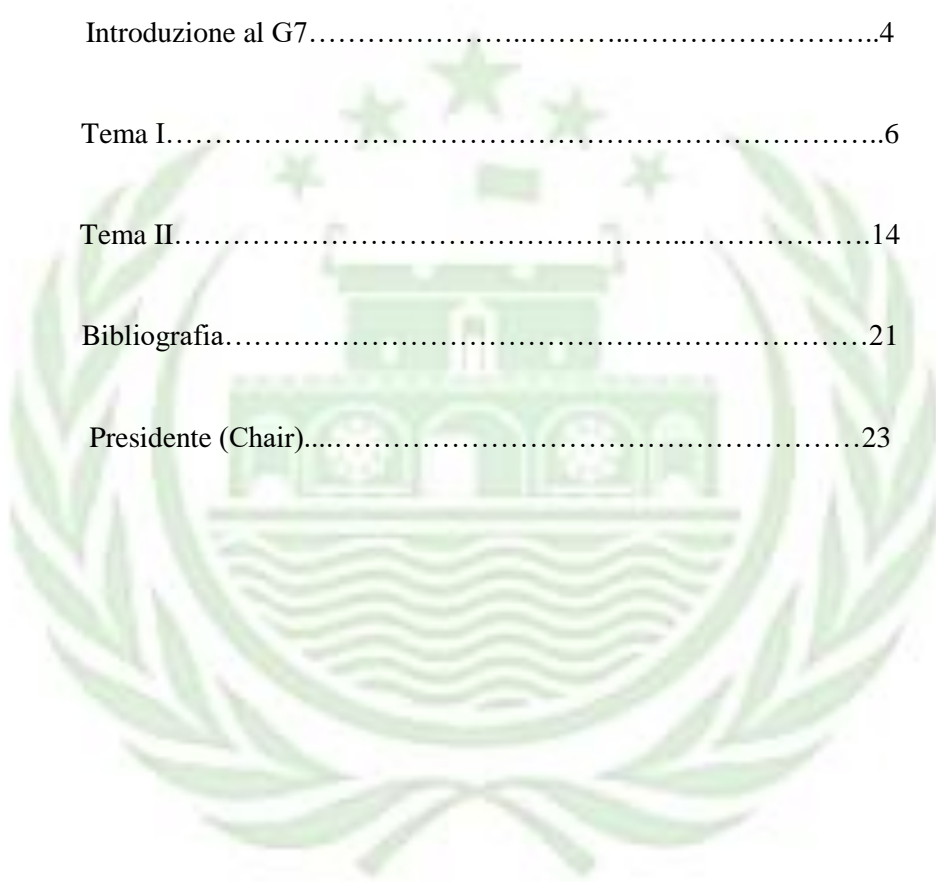 Introduzione al G7…………………..………..……………………..4
Tema I……………………………………………….…………..6
Tema II…………………………………………..……………….14
Bibliografia…………………………………………………………21
Presidente (Chair)....………………………………………………23